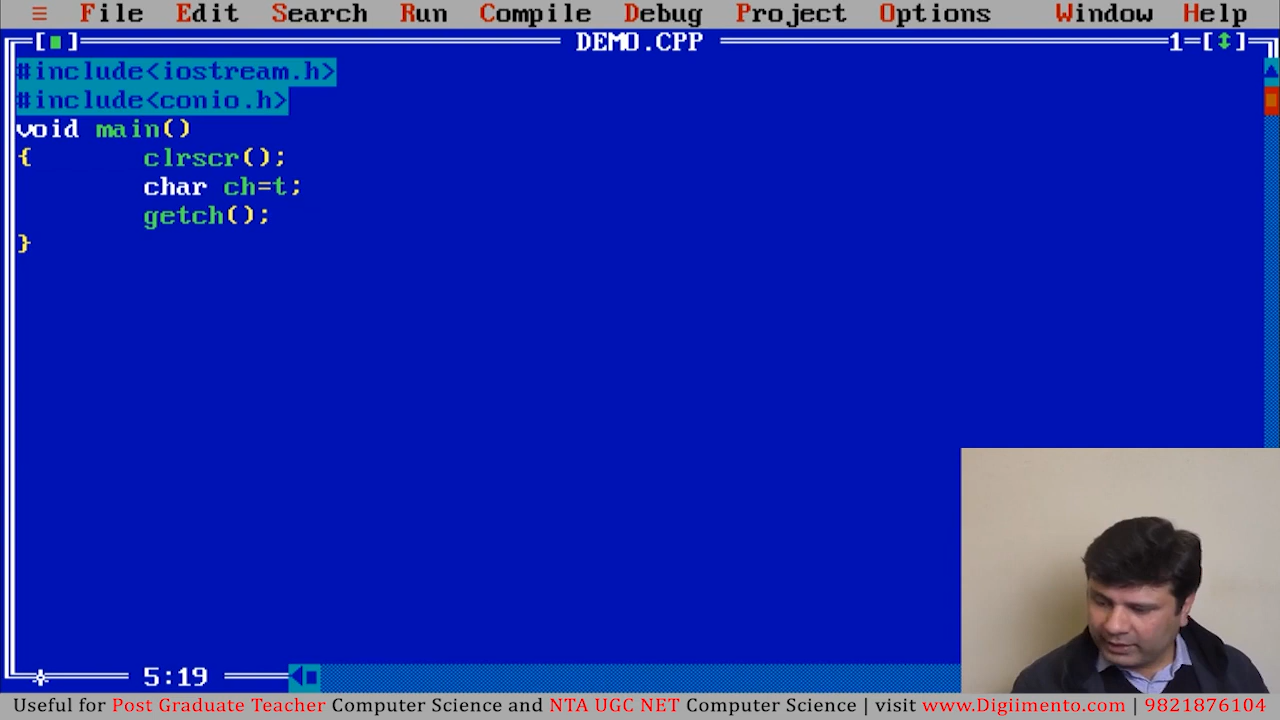 ≡ File Edit Search Run Compile Debug Project Options Window Help
[■] DEMO.CPP 1=[↕]
#include<iostream.h>
#include<conio.h>
void main()
{ clrscr();
char ch=t;
getch();
}
5:19
Useful for Post Graduate Teacher Computer Science and NTA UGC NET Computer Science | visit www.Digiimento.com | 9821876104